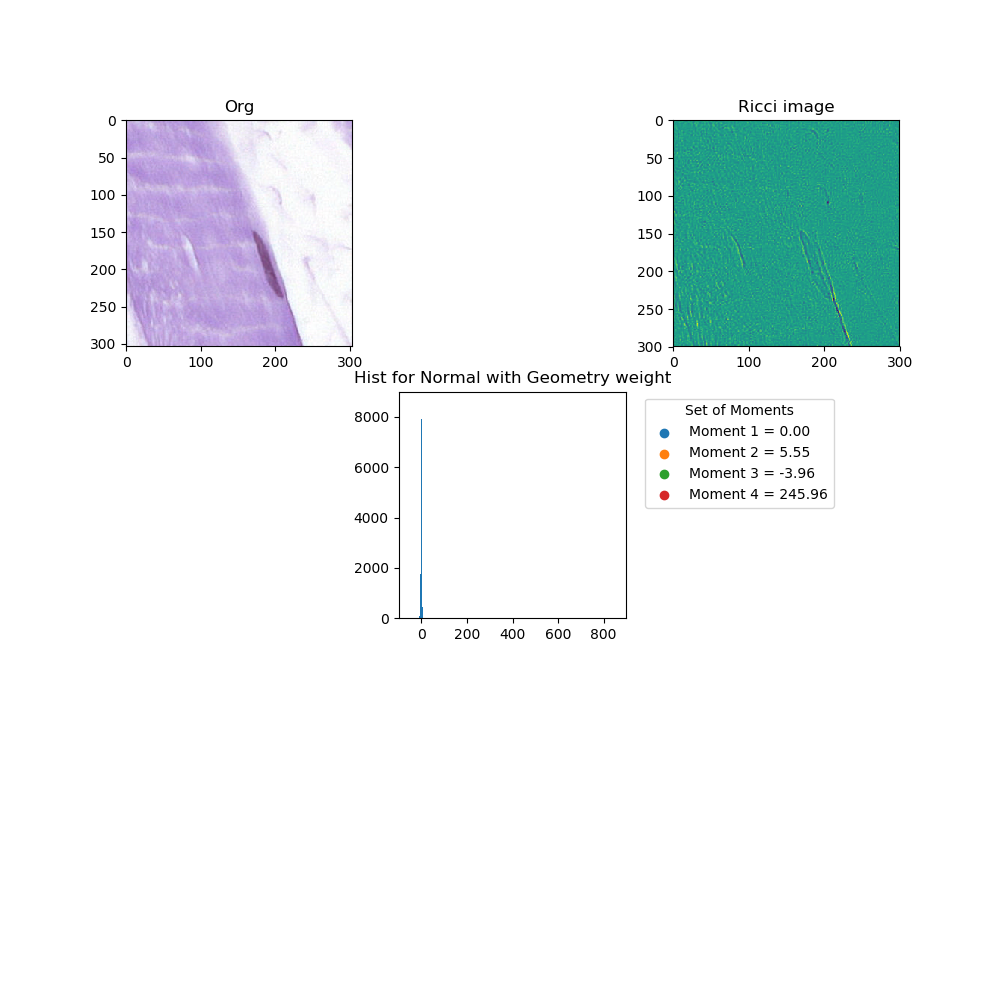 Org
Ricci image
0
50
100
150
200
250
300
0 100 200 300
0
50
100
150
200
250
300
0 100 200 300
Hist for Normal with Geometry weight
8000
6000
4000
2000
0
0 200 400 600 800
Set of Moments
Moment 1 = 0.00
Moment 2 = 5.55
Moment 3 = -3.96
Moment 4 = 245.96